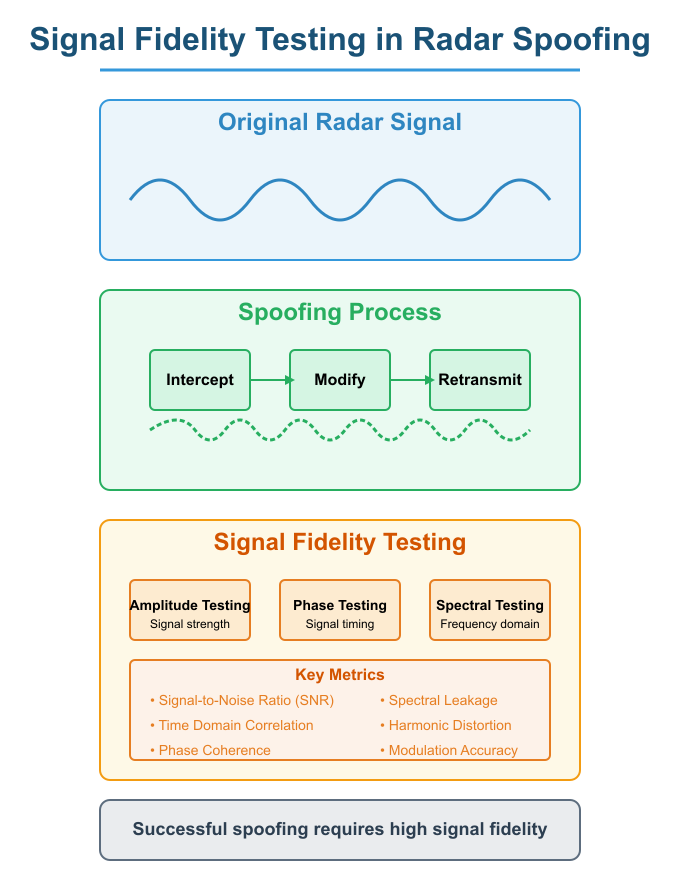 Signal Fidelity Testing in Radar Spoofing
Original Radar Signal
Spoofing Process
Intercept
Modify
Retransmit
Signal Fidelity Testing
Amplitude Testing
Signal strength
Phase Testing
Signal timing
Spectral Testing
Frequency domain
Key Metrics
• Signal-to-Noise Ratio (SNR)
• Time Domain Correlation
• Phase Coherence
• Spectral Leakage
• Harmonic Distortion
• Modulation Accuracy
Successful spoofing requires high signal fidelity